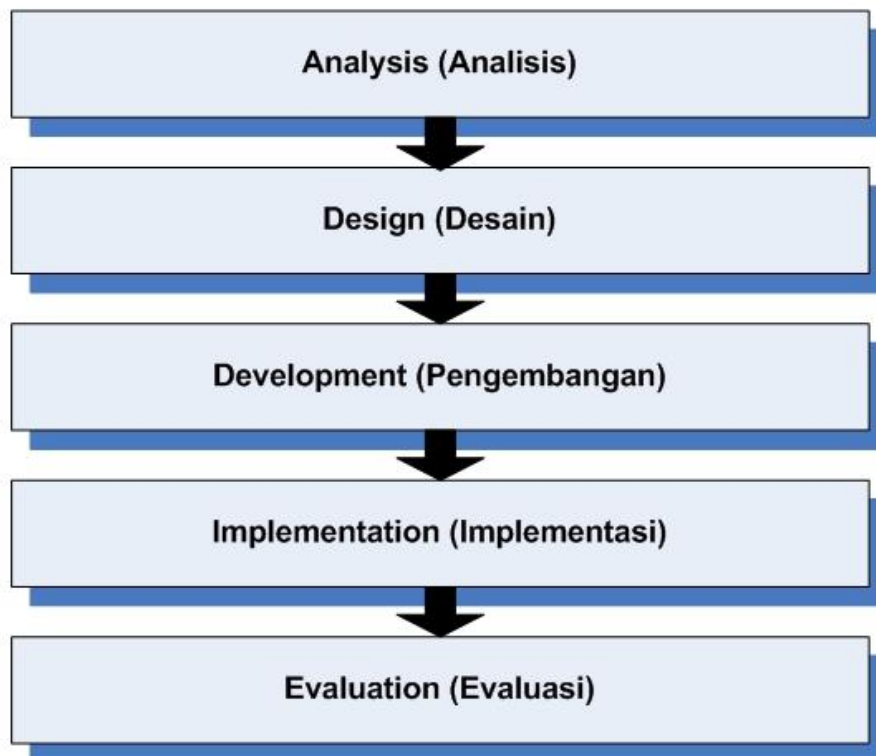 Analysis (Analisis)
Design (Desain)
Development (Pengembangan)
Implementation (Implementasi)
Evaluation (Evaluasi)